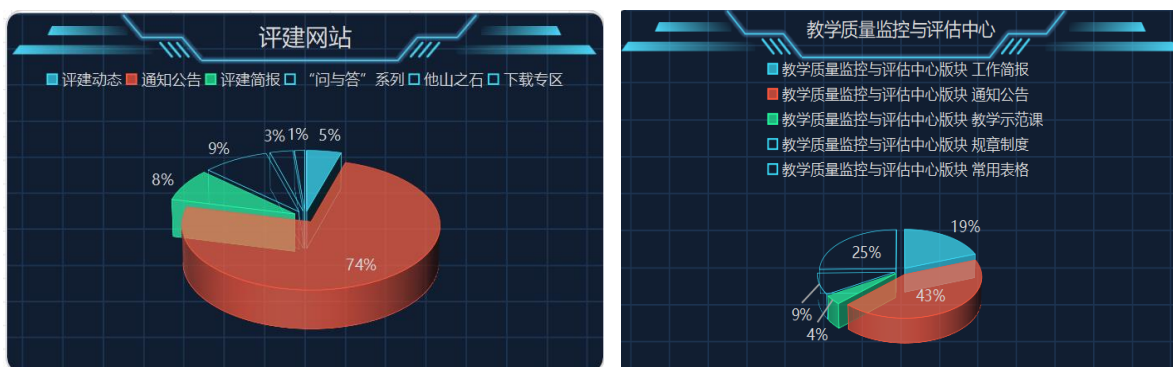 评建网站
评建动态 通知公告 评建简报 “问与答”系列 他山之石 下载专区
3% 1% 5%
9%
8%
74%
教学质量监控与评估中心
教学质量监控与评估中心版块 工作简报
教学质量监控与评估中心版块 通知公告
教学质量监控与评估中心版块 教学示范课
教学质量监控与评估中心版块 规章制度
教学质量监控与评估中心版块 常用表格
19%
25%
43%
9%
4%